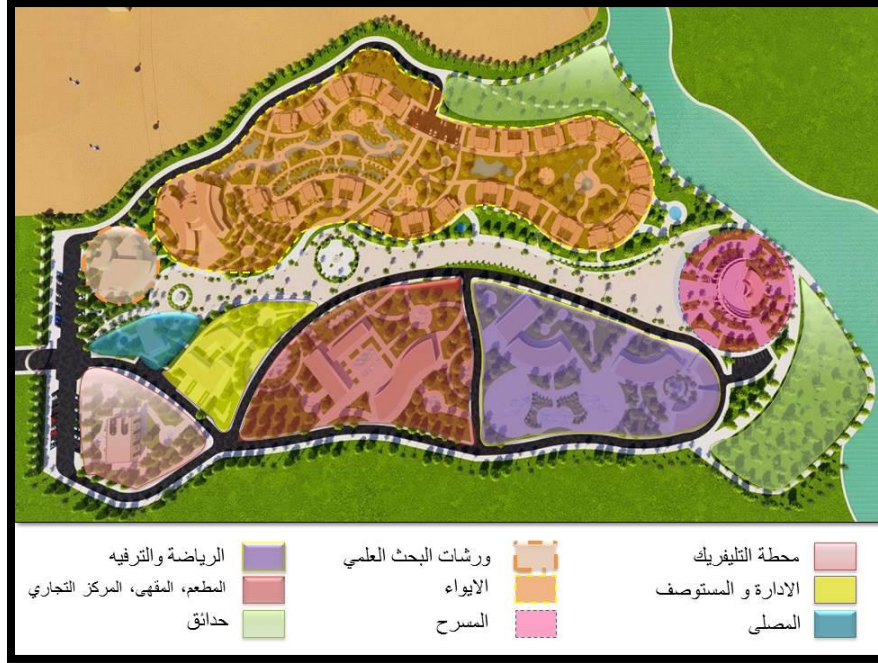 محطة التليفريك
ورشات البحث العلمي
الرياضة والترفيه
الادارة و المستوصف
الايواء
المطعم، المقهى، المركز التجاري
المصلى
المسرح
حدائق